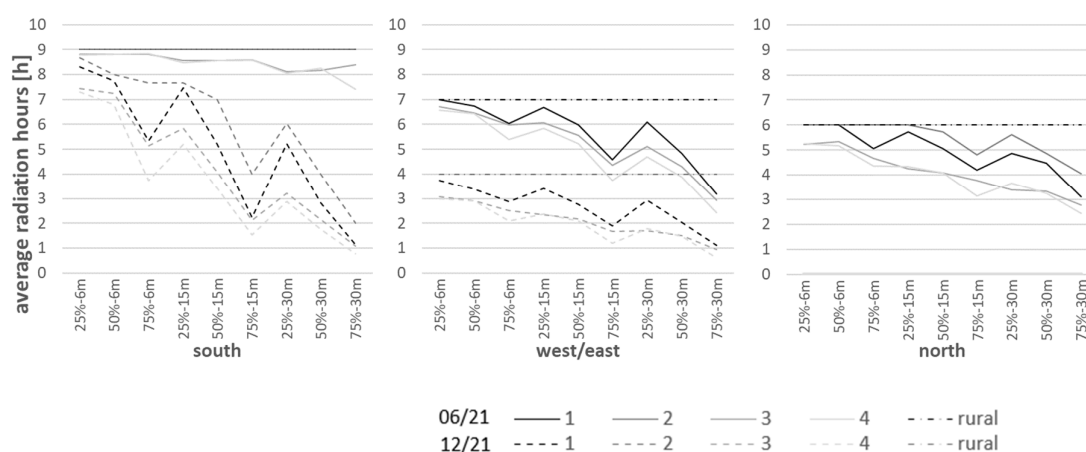 average radiation hours [h]
10
9
8
7
6
5
4
3
2
1
0
25%-6m
50%-6m
75%-6m
25%-15m
50%-15m
75%-15m
25%-30m
50%-30m
75%-30m
south
10
9
8
7
6
5
4
3
2
1
0
25%-6m
50%-6m
75%-6m
25%-15m
50%-15m
75%-15m
25%-30m
50%-30m
75%-30m
west/east
10
9
8
7
6
5
4
3
2
1
0
25%-6m
50%-6m
75%-6m
25%-15m
50%-15m
75%-15m
25%-30m
50%-30m
75%-30m
north
06/21 1 2 3 4 rural
12/21 1 2 3 4 rural